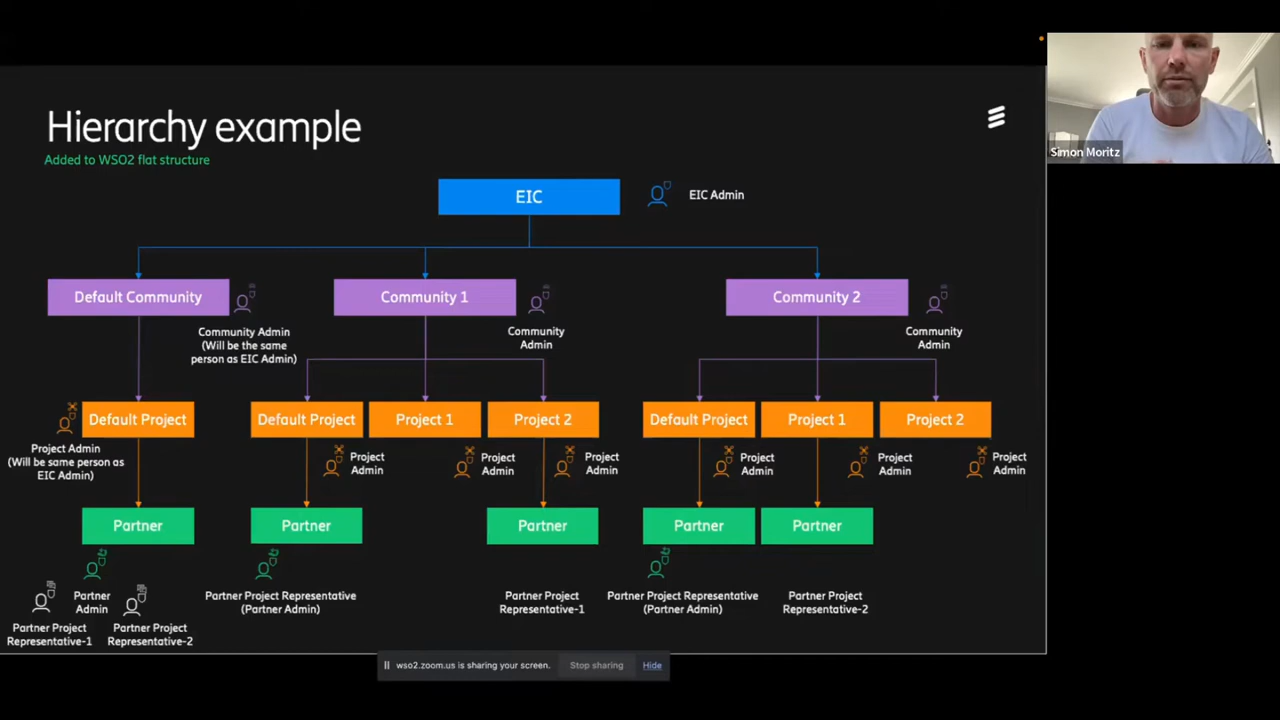 Hierarchy example
Added to WSO2 flat structure
Simon Moritz
EIC
EIC Admin
Default Community
Community Admin
(Will be the same
person as EIC Admin)
Community 1
Community
Admin
Community 2
Community
Admin
Default Project
Project Admin
(Will be same person as
EIC Admin)
Default Project
Project
Admin
Project 1
Project
Admin
Project 2
Project
Admin
Default Project
Project
Admin
Project 1
Project
Admin
Project 2
Project
Admin
Partner
Partner
Admin
Partner Project
Representative-1
Partner Project
Representative-2
Partner
Partner Project Representative
(Partner Admin)
Partner
Partner Project
Representative-1
Partner
Partner Project Representative
(Partner Admin)
Partner
Partner Project
Representative-2
wso2.zoom.us is sharing your screen.
Stop sharing
Hide